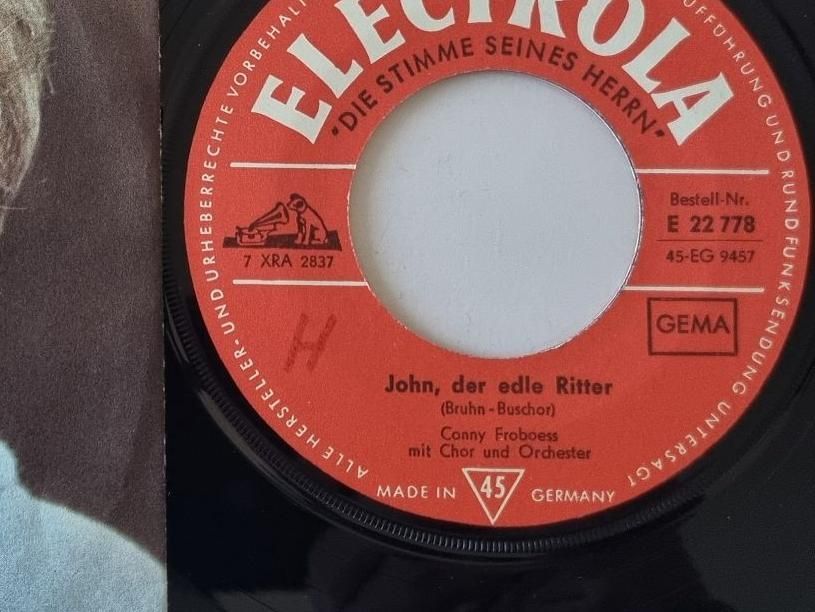 ELECTROLA
"DIE STIMME SEINES HERRN"
7 XRA 2837
Bestell-Nr.
E 22 778
45-EG 9457
GEMA
H
John, der edle Ritter
(Bruhn-Buschor)
Conny Froboess
mit Chor und Orchester
MADE IN 45 GERMANY
ALLE HERSTELLER-UND URHEBERRECHTE VORBEHALT
UFFÜHRUNG UND RUNDFUNKSENDUNG UNTERSAGT